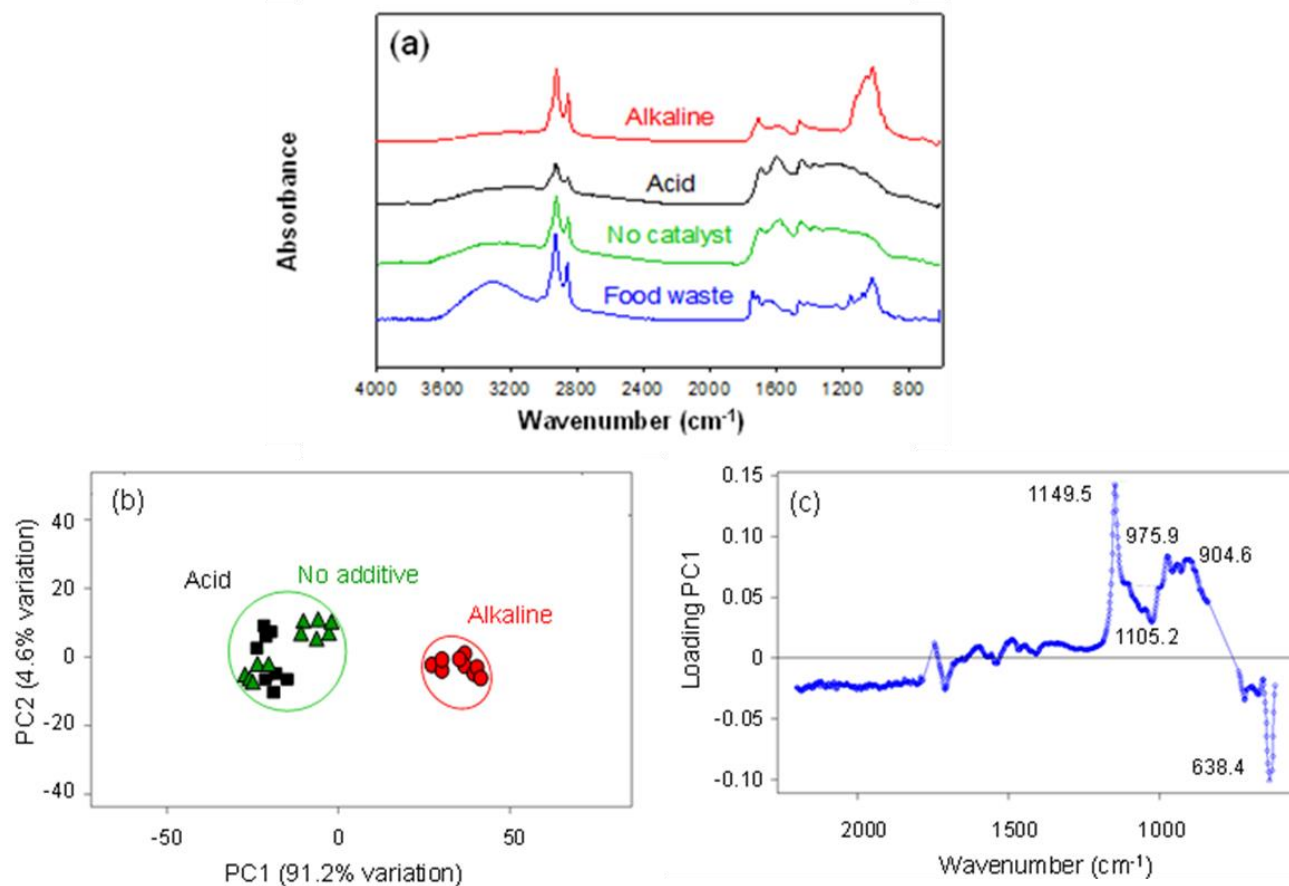 (a)
Absorbance
Alkaline
Acid
No catalyst
Food waste
4000 3600 3200 2800 2400 2000 1600 1200 800
Wavenumber (cm⁻¹)
(b)
Acid
No additive
Alkaline
PC2 (4.6% variation)
40
20
0
-20
-40
-50 0 50
PC1 (91.2% variation)
(c)
Loading PC1
0.15
0.10
0.05
0
-0.05
-0.10
1149.5
975.9
904.6
1105.2
638.4
2000 1500 1000
Wavenumber (cm⁻¹)